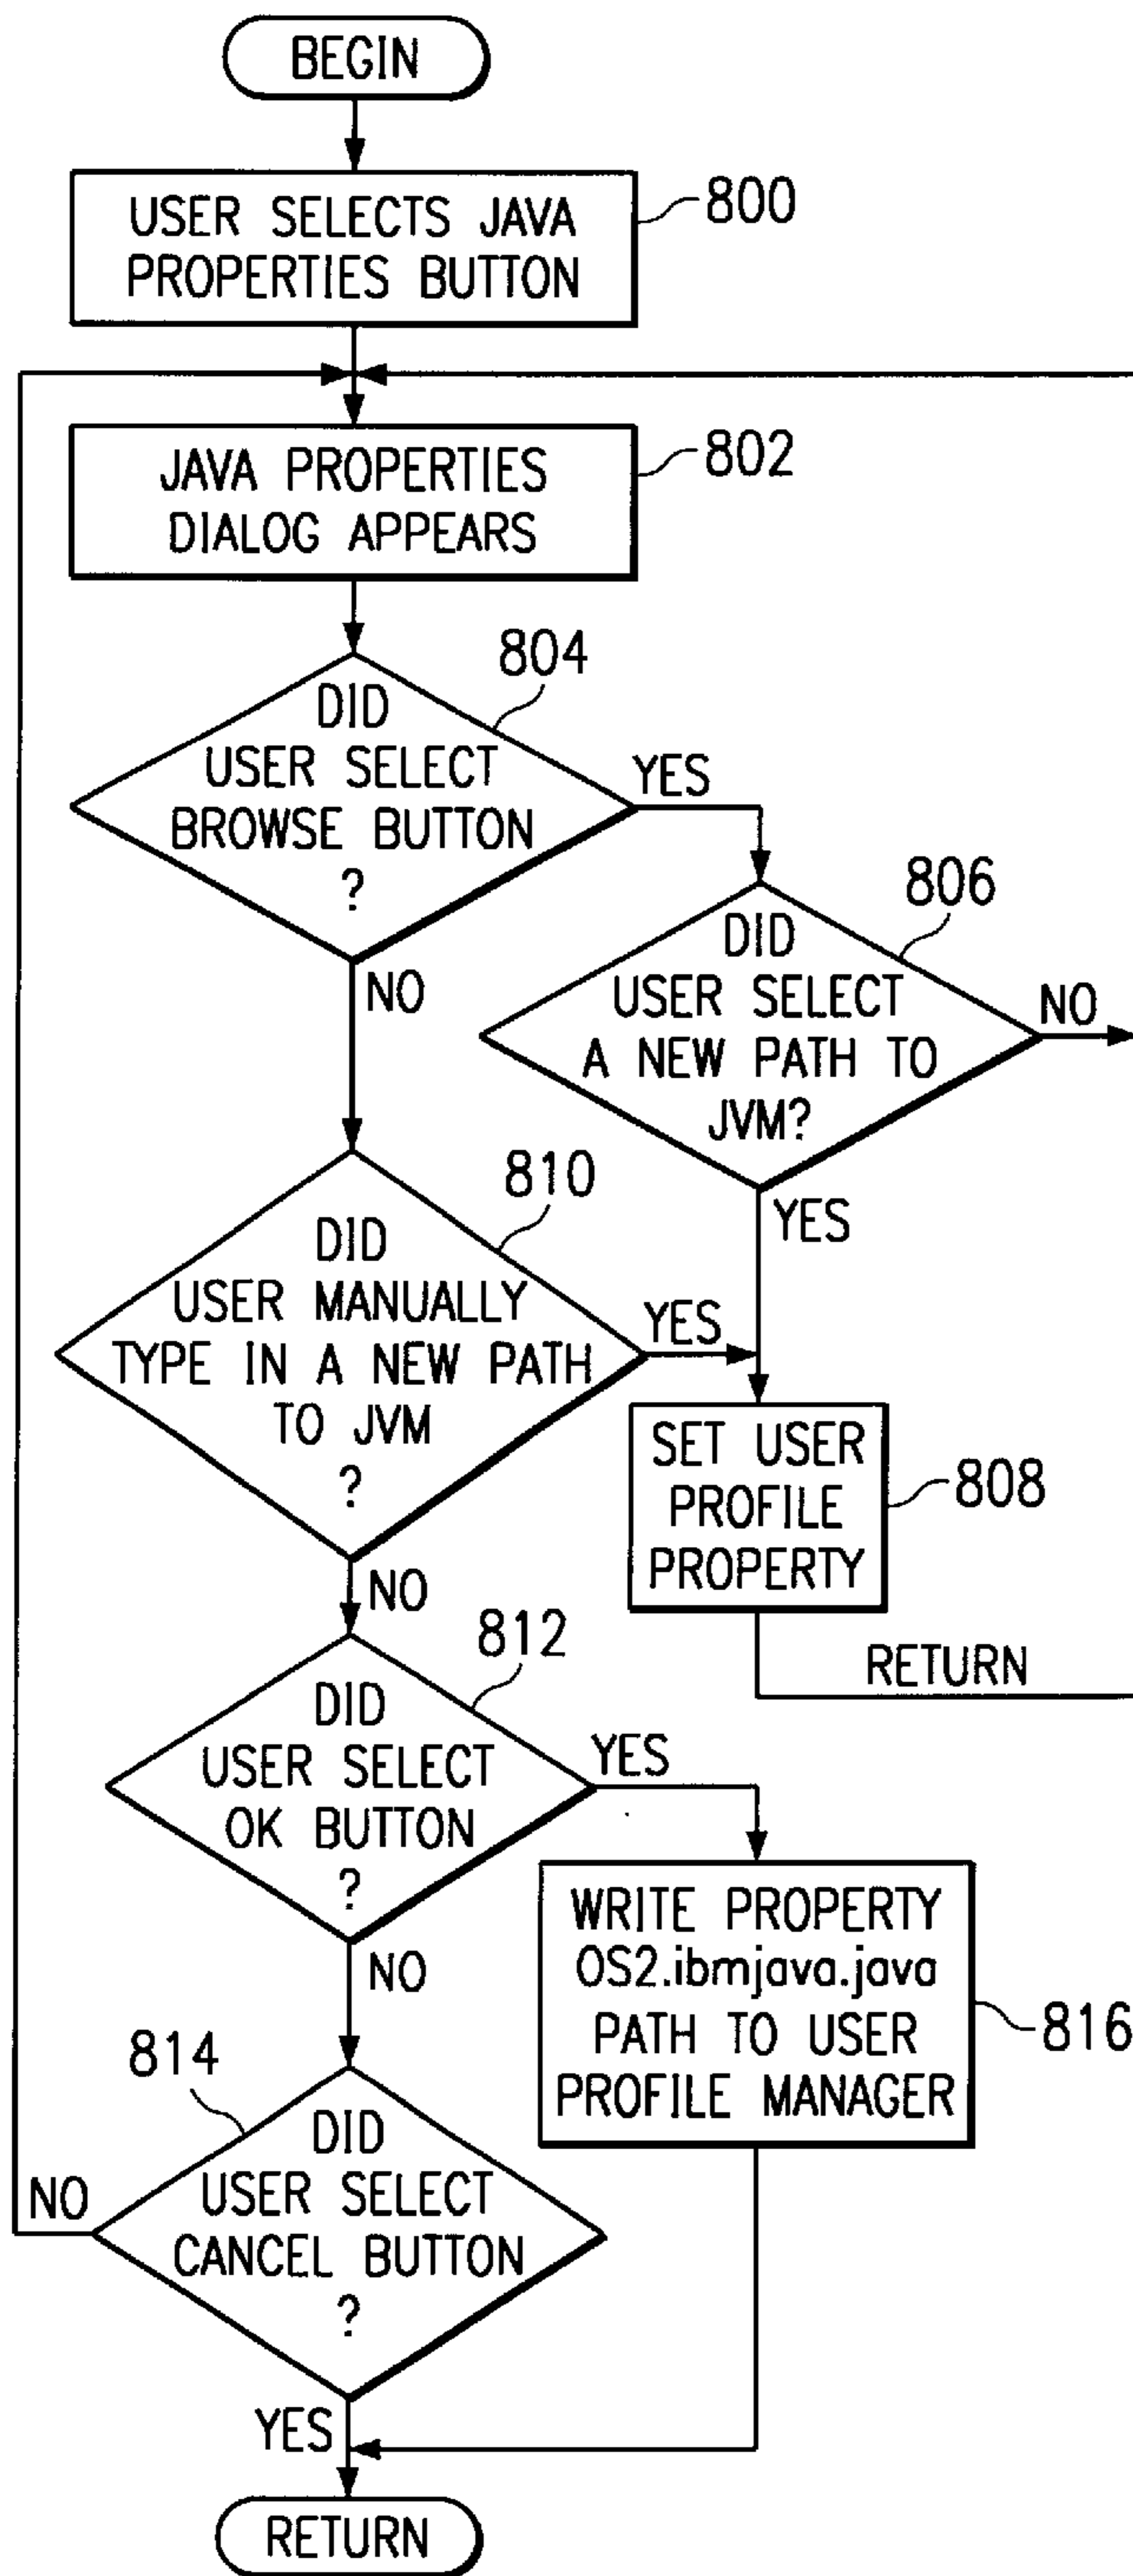 BEGIN
USER SELECTS JAVA
PROPERTIES BUTTON
800
JAVA PROPERTIES
DIALOG APPEARS
802
DID
USER SELECT
BROWSE BUTTON
?
804
YES
NO
DID
USER SELECT
A NEW PATH TO
JVM?
806
NO
YES
DID
USER MANUALLY
TYPE IN A NEW PATH
TO JVM
?
810
YES
NO
SET USER
PROFILE
PROPERTY
808
RETURN
DID
USER SELECT
OK BUTTON
?
812
YES
NO
WRITE PROPERTY
OS2.ibmjava.java
PATH TO USER
PROFILE MANAGER
816
DID
USER SELECT
CANCEL BUTTON
?
814
NO
YES
RETURN